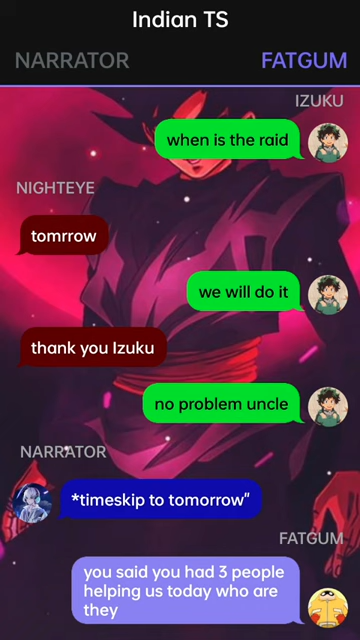 Indian TS
NARRATOR
FATGUM
IZUKU
when is the raid
NIGHTEYE
tomrrow
we will do it
thank you Izuku
no problem uncle
NARRATOR
*timeskip to tomorrow"
FATGUM
you said you had 3 people
helping us today who are
they